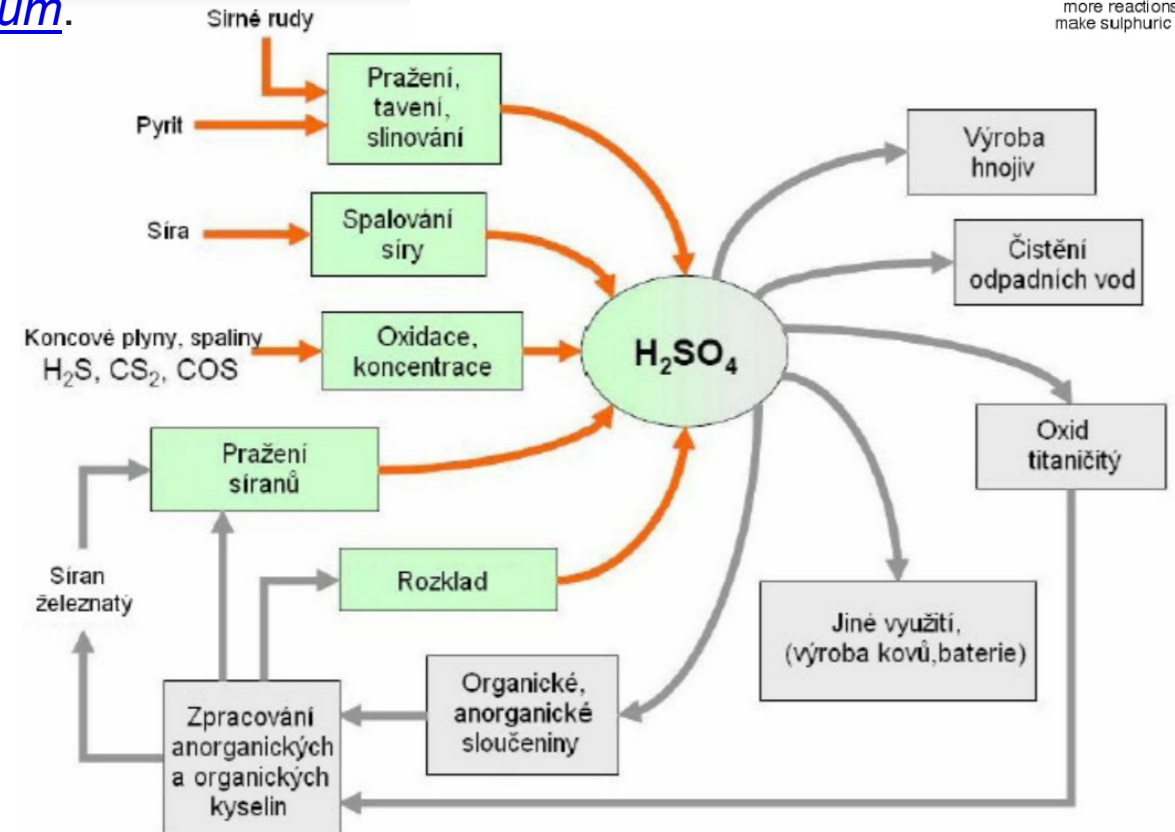 um.
more reactions
make sulphuric
Sirné rudy
Pražení,
tavení,
slinování
Pyrit
Výroba
hnojiv
Síra
Spalování
síry
Čistění
odpadních vod
Koncové plyny, spaliny
H₂S, CS₂, COS
Oxidace,
koncentrace
H₂SO₄
Oxid
titaničitý
Pražení
síranů
Síran
železnatý
Rozklad
Jiné využití,
(výroba kovů,baterie)
Organické,
anorganické
sloučeniny
Zpracování
anorganických
a organických
kyselin